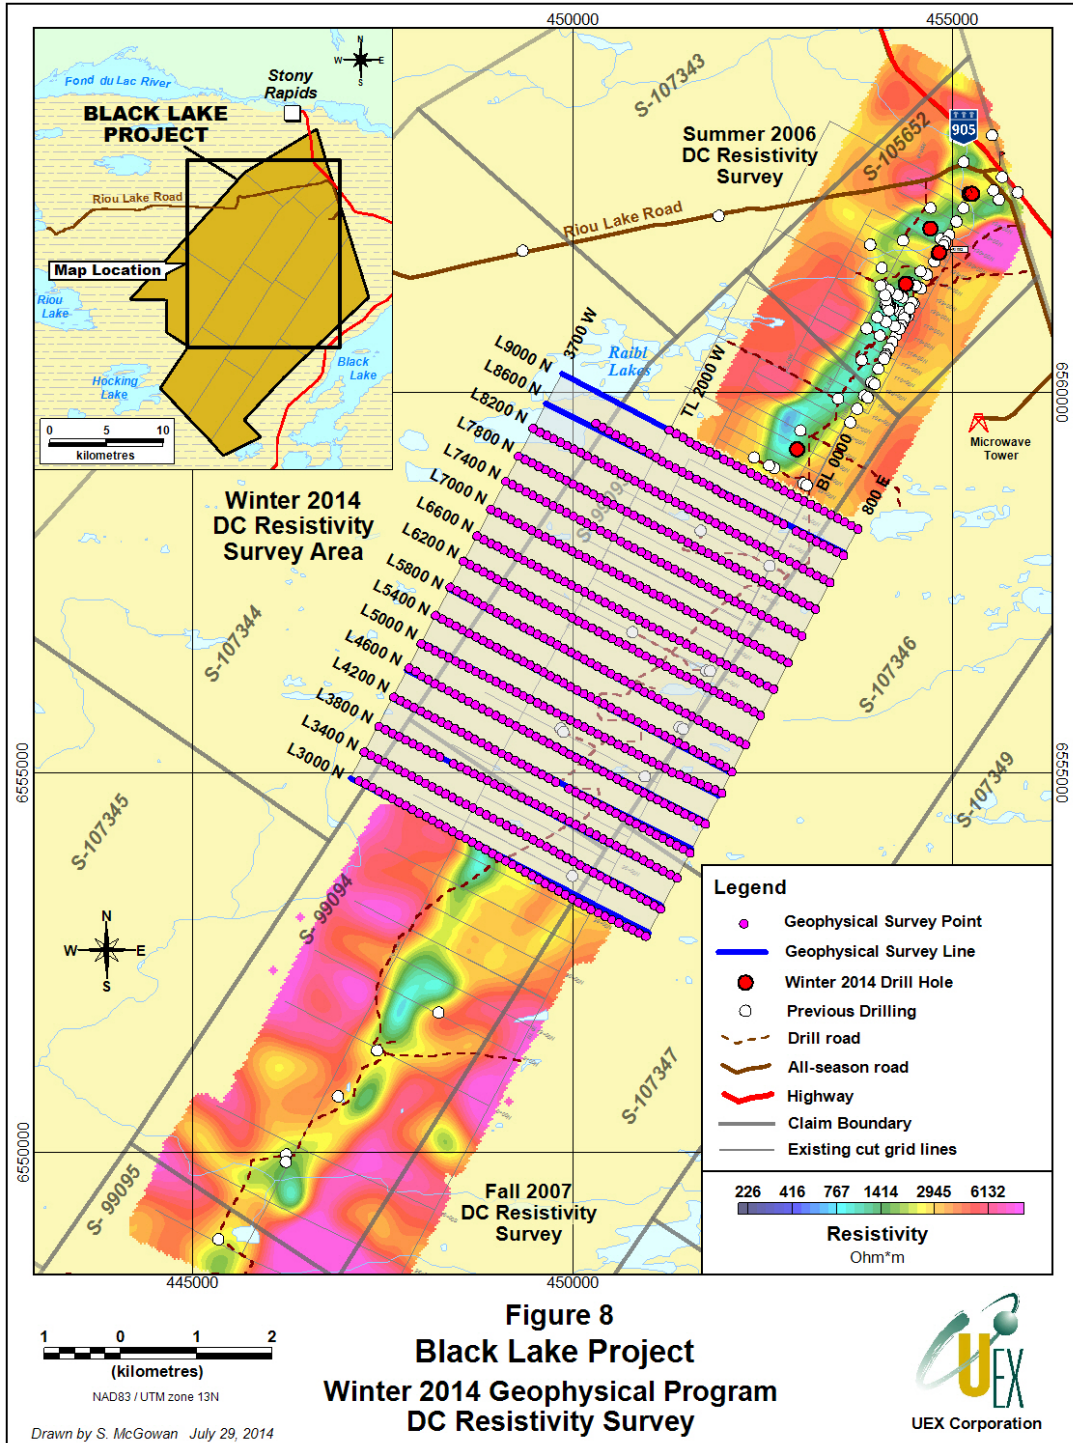 450000
455000
N
W
E
S
Fond du Lac River
Stony
Rapids
BLACK LAKE
PROJECT
Riou Lake Road
Map Location
Riou
Lake
Hocking
Lake
Black
Lake
0 5 10
kilometres
S-107343
Summer 2006
DC Resistivity
Survey
905
S-105652
Riou Lake Road
3700 W
Raibl
Lakes
TL 2000 W
BL 0000
800 E
Microwave
Tower
6560000
L9000 N
L8600 N
L8200 N
L7800 N
L7400 N
L7000 N
L6600 N
L6200 N
L5800 N
L5400 N
L5000 N
L4600 N
L4200 N
L3800 N
L3400 N
L3000 N
Winter 2014
DC Resistivity
Survey Area
S-107344
S-107346
S-107349
6555000
6555000
S-107345
S- 99094
N
W
E
S
S-107347
6550000
S- 99095
Fall 2007
DC Resistivity
Survey
Legend
Geophysical Survey Point
Geophysical Survey Line
Winter 2014 Drill Hole
Previous Drilling
Drill road
All-season road
Highway
Claim Boundary
Existing cut grid lines
226 416 767 1414 2945 6132
Resistivity
Ohm*m
445000
450000
1 0 1 2
(kilometres)
NAD83 / UTM zone 13N
Drawn by S. McGowan July 29, 2014
Figure 8
Black Lake Project
Winter 2014 Geophysical Program
DC Resistivity Survey
UEX
UEX Corporation